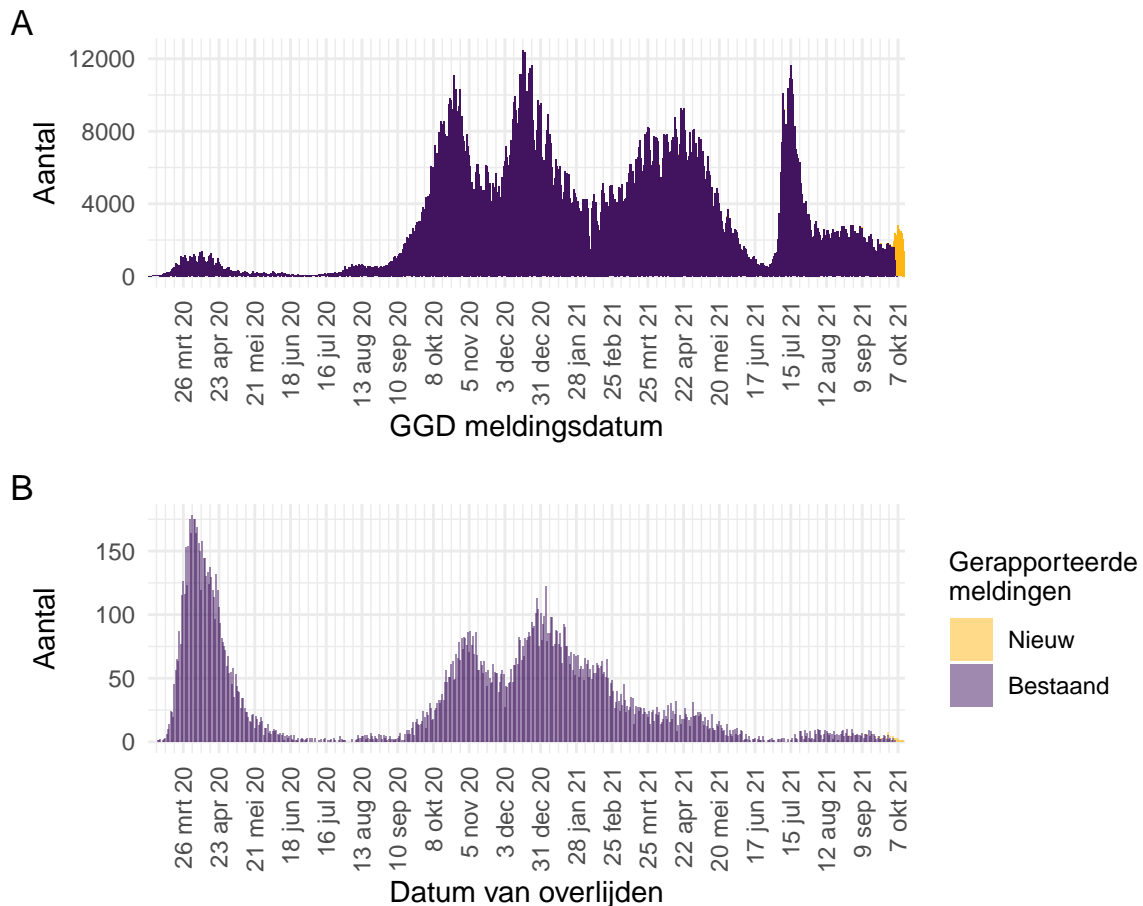 A
Aantal
12000
8000
4000
0
26 mrt 20
23 apr 20
21 mei 20
18 jun 20
16 jul 20
13 aug 20
10 sep 20
8 okt 20
5 nov 20
3 dec 20
31 dec 20
28 jan 21
25 feb 21
25 mrt 21
22 apr 21
20 mei 21
17 jun 21
15 jul 21
12 aug 21
9 sep 21
7 okt 21
GGD meldingsdatum
B
Aantal
150
100
50
0
26 mrt 20
23 apr 20
21 mei 20
18 jun 20
16 jul 20
13 aug 20
10 sep 20
8 okt 20
5 nov 20
3 dec 20
31 dec 20
28 jan 21
25 feb 21
25 mrt 21
22 apr 21
20 mei 21
17 jun 21
15 jul 21
12 aug 21
9 sep 21
7 okt 21
Datum van overlijden
Gerapporteerde
meldingen
Nieuw
Bestaand